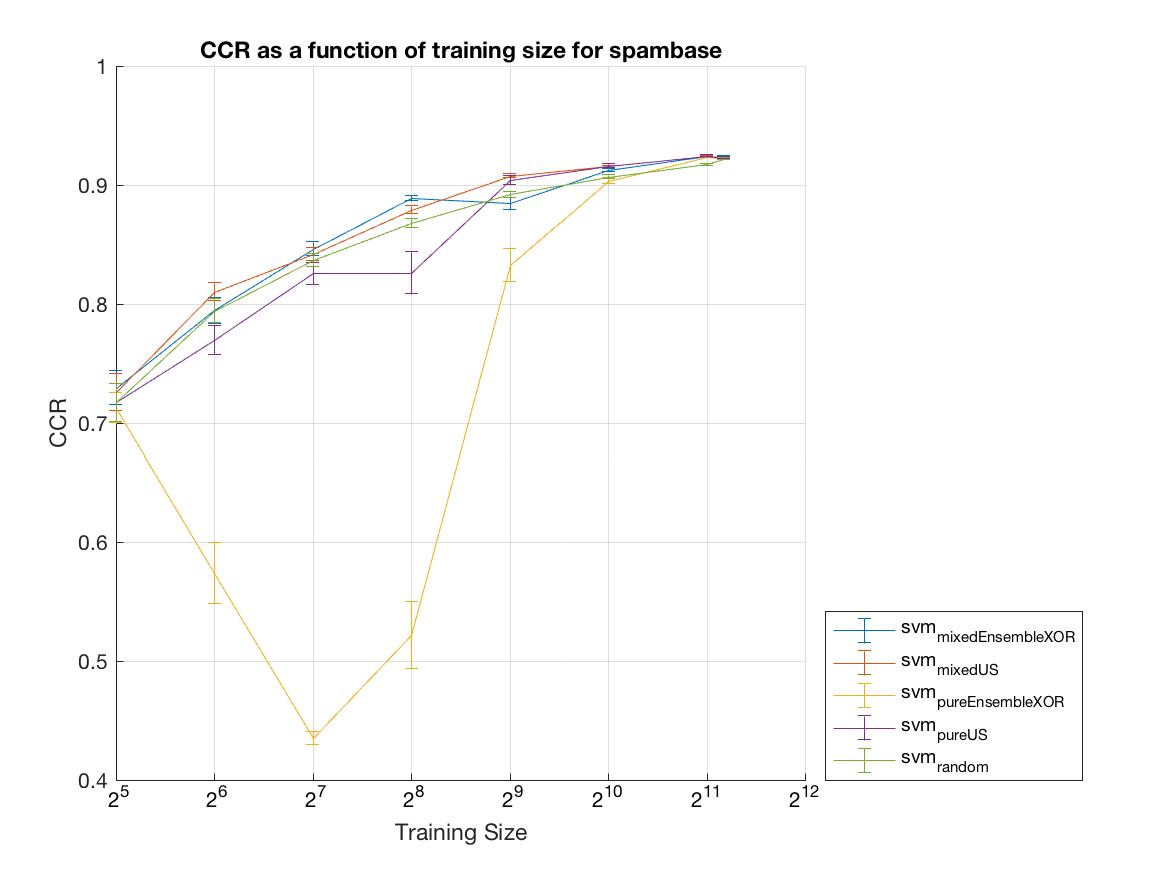 CCR as a function of training size for spambase
1
0.9
0.8
0.7
0.6
0.5
0.4
CCR
2^5 2^6 2^7 2^8 2^9 2^10 2^11 2^12
Training Size
svm_mixedEnsembleXOR
svm_mixedUS
svm_pureEnsembleXOR
svm_pureUS
svm_random